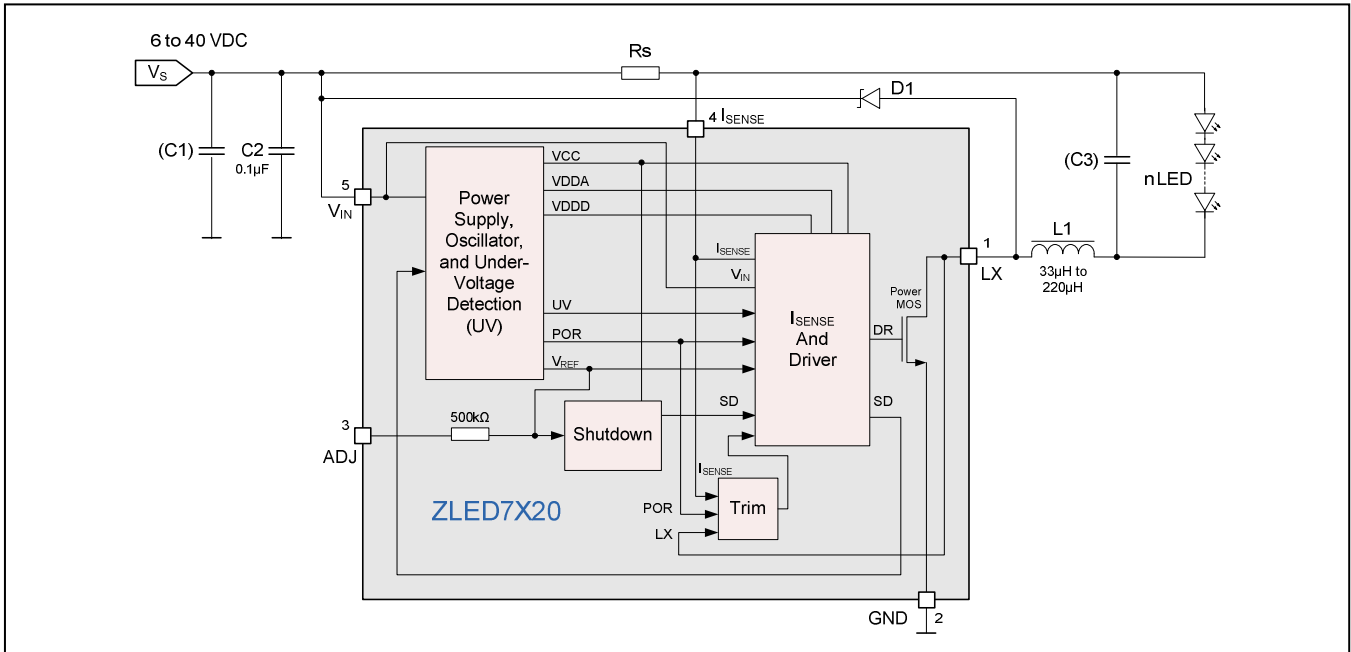 6 to 40 VDC
VS
Rs
D1
4 ISENSE
(C1)
C2
0.1µF
5
VIN
Power
Supply,
Oscillator,
and Under-
Voltage
Detection
(UV)
VCC
VDDA
VDDD
ISENSE
VIN
UV
POR
VREF
ISENSE
And
Driver
DR
SD
SD
Power
MOS
1
LX
L1
33µH to
220µH
(C3)
nLED
3
ADJ
500kΩ
Shutdown
ISENSE
POR
LX
Trim
ZLED7X20
GND
2